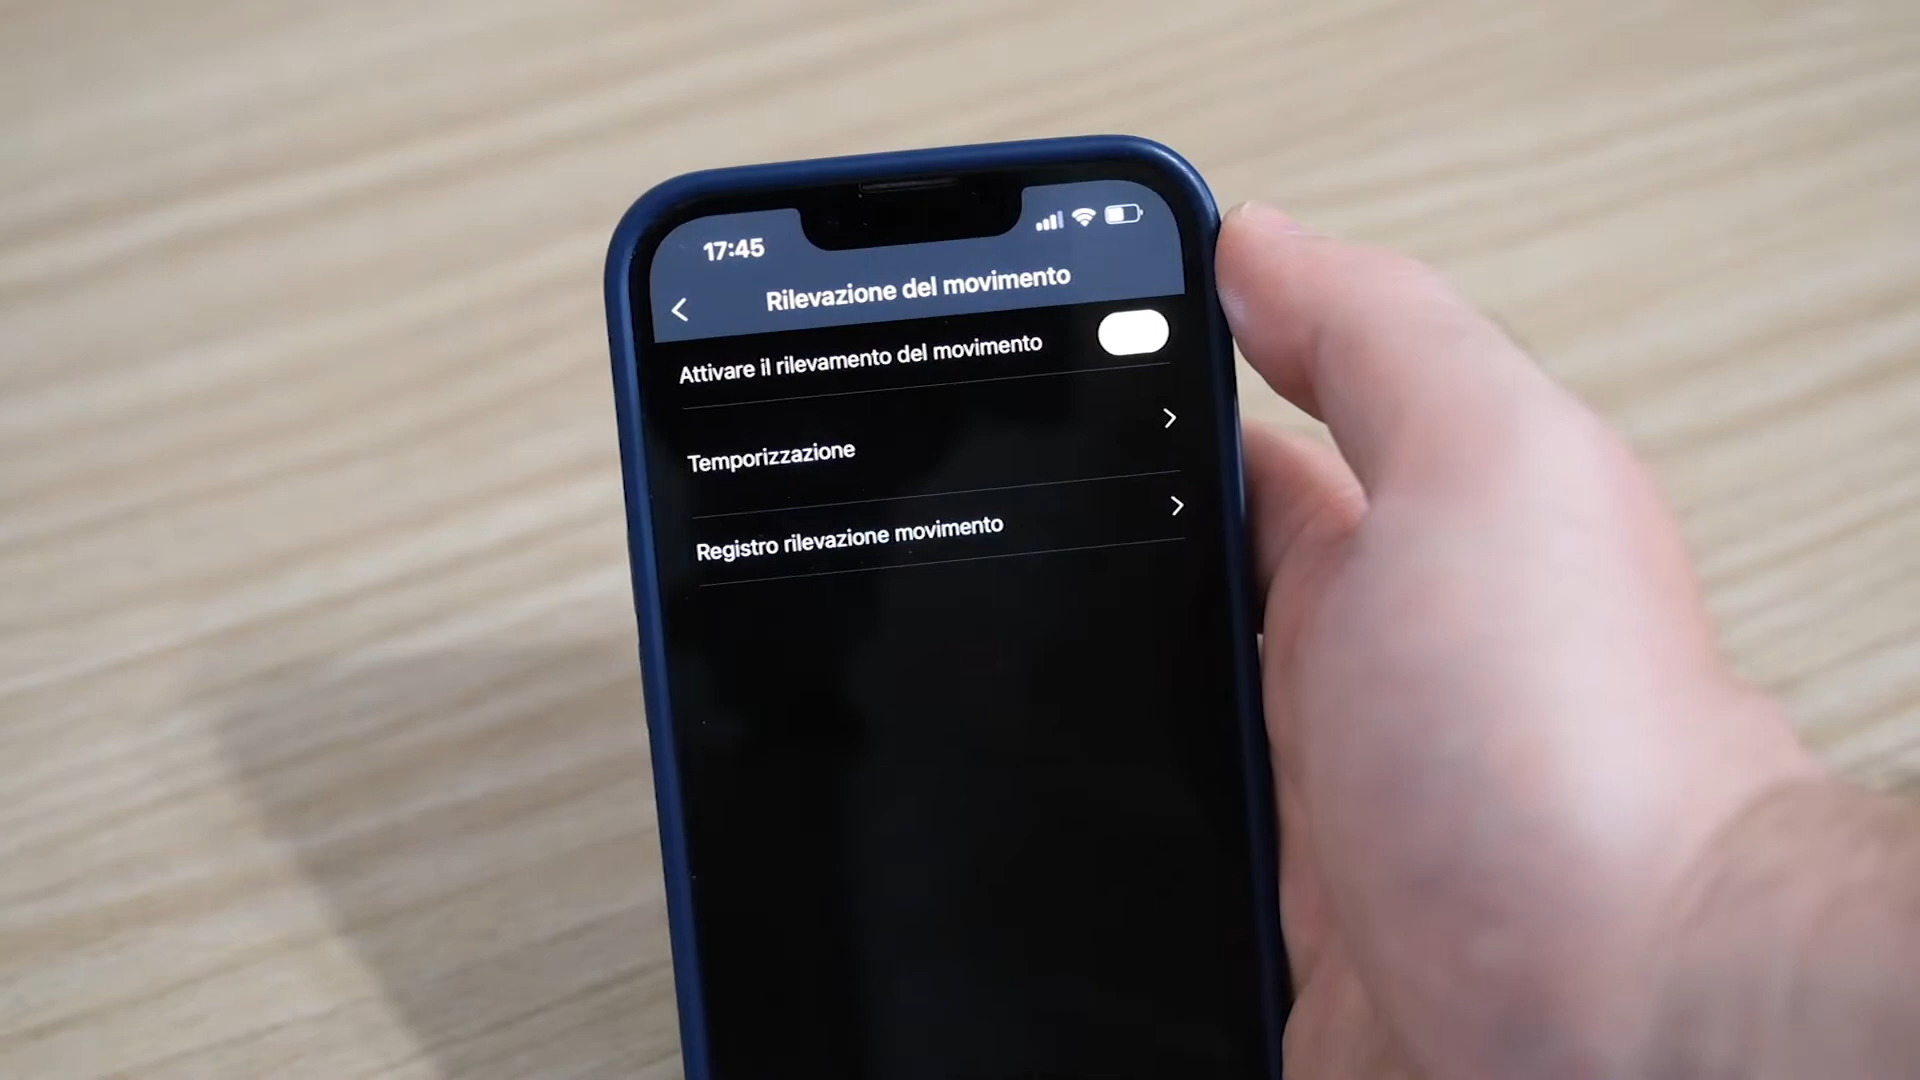 17:45
Rilevazione del movimento
Attivare il rilevamento del movimento
Temporizzazione
Registro rilevazione movimento